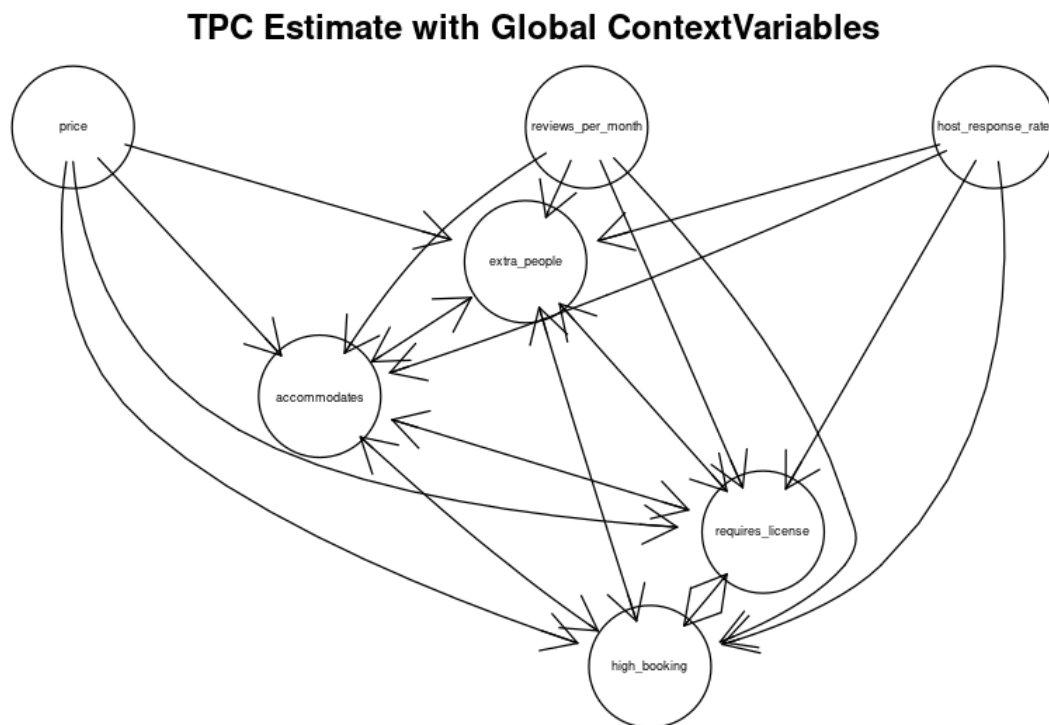 TPC Estimate with Global ContextVariables
price
reviews_per_month
host_response_rate
extra_people
accommodates
requires_license
high_booking